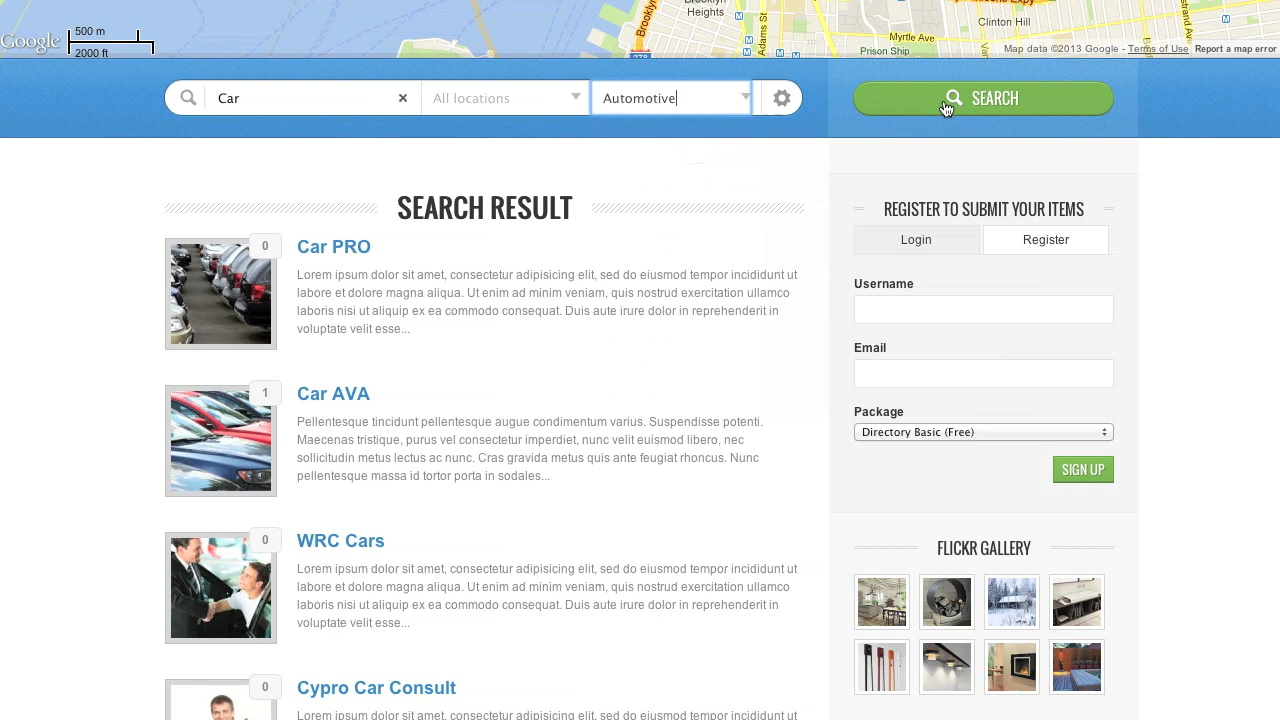 Brooklyn
Heights
Adams St
Clinton Hill
Myrtle Ave
Prison Ship
278
Google
500 m
2000 ft
Map data ©2013 Google - Terms of Use Report a map error
Car
×
All locations
Automotive
SEARCH
SEARCH RESULT
0
Car PRO
Lorem ipsum dolor sit amet, consectetur adipisicing elit, sed do eiusmod tempor incididunt ut
labore et dolore magna aliqua. Ut enim ad minim veniam, quis nostrud exercitation ullamco
laboris nisi ut aliquip ex ea commodo consequat. Duis aute irure dolor in reprehenderit in
voluptate velit esse...
1
Car AVA
Pellentesque tincidunt pellentesque augue condimentum varius. Suspendisse potenti.
Maecenas tristique, purus vel consectetur imperdiet, nunc velit euismod libero, nec
sollicitudin metus lectus ac nunc. Cras gravida metus quis ante feugiat rhoncus. Nunc
pellentesque massa id tortor porta in sodales...
0
WRC Cars
Lorem ipsum dolor sit amet, consectetur adipisicing elit, sed do eiusmod tempor incididunt ut
labore et dolore magna aliqua. Ut enim ad minim veniam, quis nostrud exercitation ullamco
laboris nisi ut aliquip ex ea commodo consequat. Duis aute irure dolor in reprehenderit in
voluptate velit esse...
0
Cypro Car Consult
Lorem ipsum dolor sit amet, consectetur adipisicing elit, sed do eiusmod tempor incididunt ut
REGISTER TO SUBMIT YOUR ITEMS
Login
Register
Username
Email
Package
Directory Basic (Free)
SIGN UP
FLICKR GALLERY